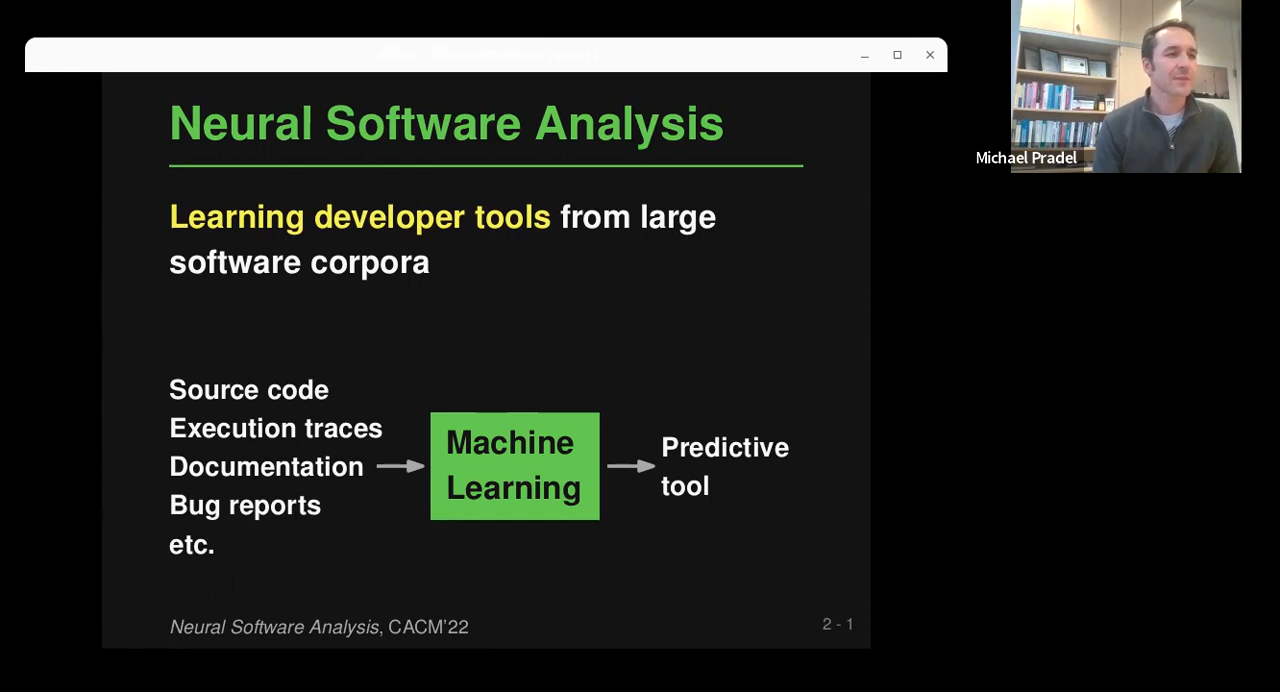 Neural Software Analysis
Learning developer tools from large
software corpora
Source code
Execution traces
Documentation
Bug reports
etc.
Machine
Learning
Predictive
tool
Neural Software Analysis, CACM'22
2 - 1
Michael Pradel